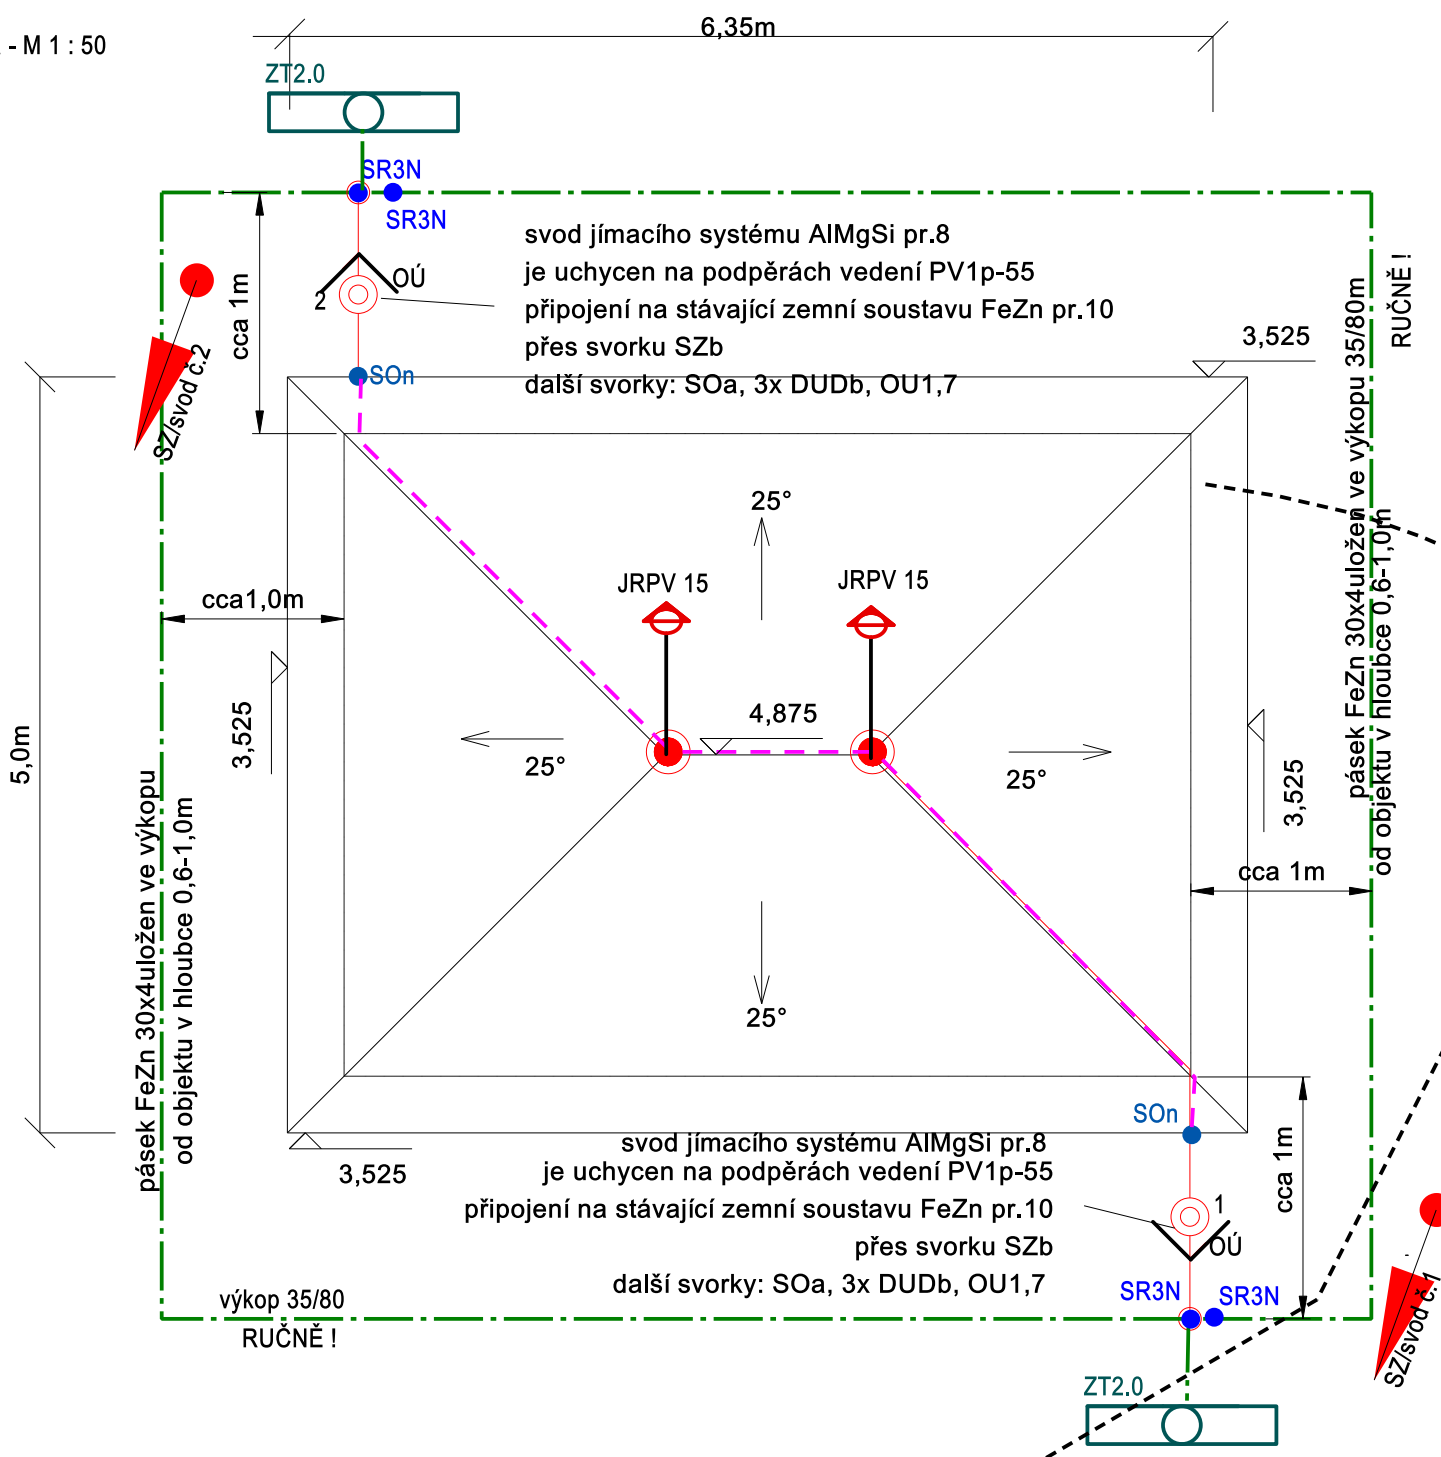 - M 1 : 50
6,35m
ZT2.0
SR3N
SR3N
svod jímacího systému AlMgSi pr.8
je uchycen na podpěrách vedení PV1p-55
připojení na stávající zemní soustavu FeZn pr.10
přes svorku SZb
další svorky: SOa, 3x DUDb, OU1,7
OÚ
2
cca 1m
SZ/svod č.2
SOn
3,525
RUČNĚ !
pásek FeZn 30x4uložen ve výkopu 35/80m
od objektu v hloubce 0,6-1,0m
25°
JRPV 15
JRPV 15
cca1,0m
3,525
4,875
25°
25°
3,525
5,0m
cca 1m
pásek FeZn 30x4uložen ve výkopu
od objektu v hloubce 0,6-1,0m
25°
SOn
3,525
svod jímacího systému AlMgSi pr.8
je uchycen na podpěrách vedení PV1p-55
připojení na stávající zemní soustavu FeZn pr.10
přes svorku SZb
další svorky: SOa, 3x DUDb, OU1,7
1
OÚ
cca 1m
SR3N
SR3N
SZ/svod č.1
výkop 35/80
RUČNĚ !
ZT2.0